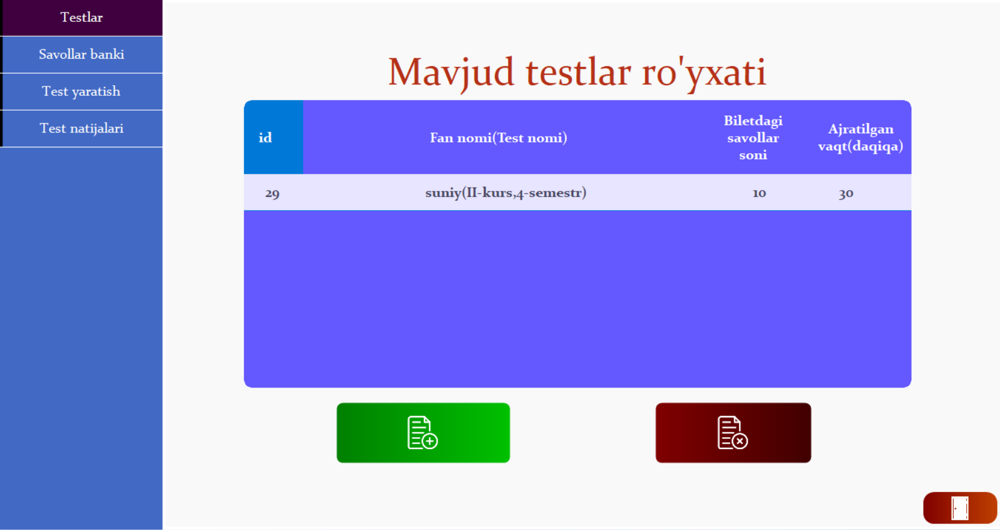 Testlar
Savollar banki
Test yaratish
Test natijalari
Mavjud testlar ro'yxati
id
Fan nomi(Test nomi)
Biletdagi
savollar
soni
Ajratilgan
vaqt(daqiqa)
29
suniy(II-kurs,4-semestr)
10
30